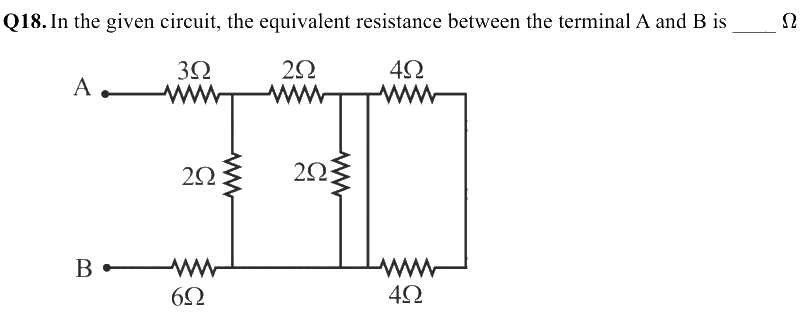 Q18. In the given circuit, the equivalent resistance between the terminal A and B is ____ Ω
3Ω 2Ω 4Ω
A
2Ω 2Ω
B
6Ω 4Ω